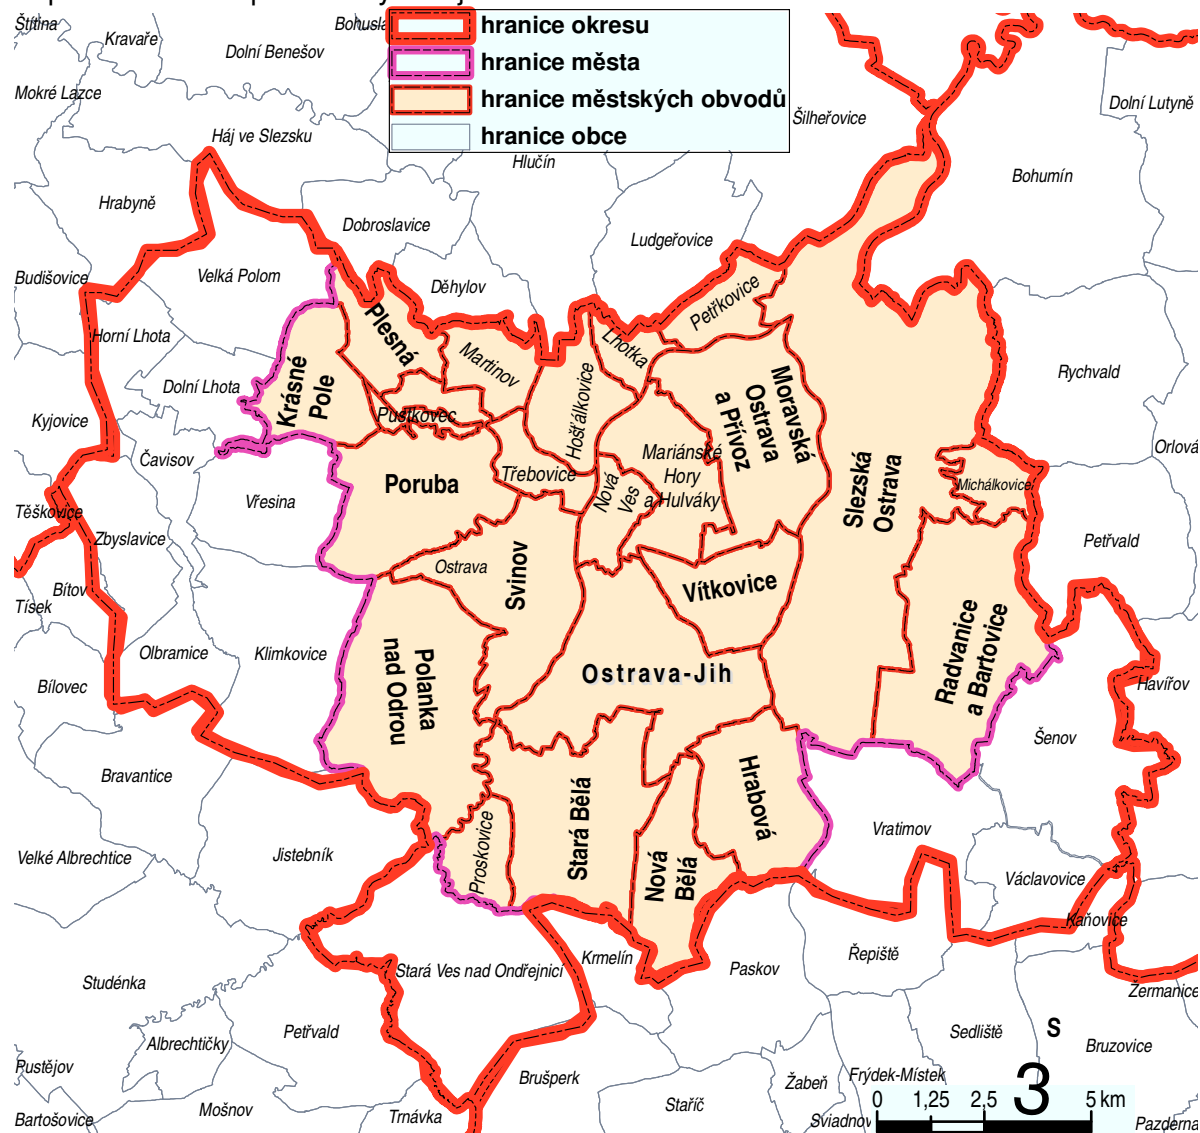 hranice okresu
hranice města
hranice městských obvodů
hranice obce
Štítina
Kravaře
Dolní Benešov
Bohusla
Mokré Lazce
Háj ve Slezsku
Hlučín
Šilheřovice
Dolní Lutyně
Bohumín
Hrabyně
Dobroslavice
Ludgeřovice
Budišovice
Velká Polom
Děhylov
Petřkovice
Horní Lhota
Plesná
Martinov
Lhotka
Dolní Lhota
Krásné
Pole
Hošťálkovice
Moravská
Ostrava
a Přívoz
Rychvald
Kyjovice
Pustkovec
Čavisov
Orlová
Mariánské
Hory
a Hulváky
Třebovice
Poruba
Nová
Ves
Slezská
Ostrava
Michálkovice
Vřesina
Těškovice
Zbyslavice
Petřvald
Ostrava
Svinov
Vítkovice
Bítov
Tísek
Radvanice
a Bartovice
Olbramice
Klimkovice
Polanka
nad Odrou
Ostrava-Jih
Bílovec
Havířov
Šenov
Bravantice
Hrabová
Stará Bělá
Nová
Bělá
Proskovice
Vratimov
Velké Albrechtice
Jistebník
Václavovice
Kaňovice
Stará Ves nad Ondřejnicí
Krmelín
Paskov
Řepiště
Studénka
Žermanice
Petřvald
Albrechtičky
Sedliště
S
Bruzovice
Pustějov
Brušperk
Žabeň
Frýdek-Místek
3
0 1,25 2,5 5 km
Bartošovice
Mošnov
Trnávka
Staříč
Sviadnov
Pazderna